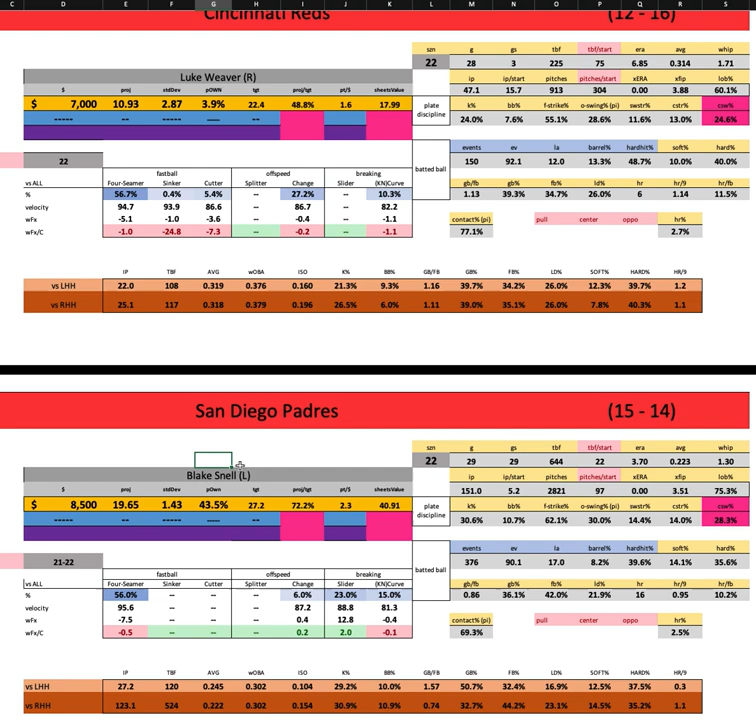 C D E F G H I J K L M N O P Q R S
Cincinnati Reds (12 - 16)
szn g gs tbf tbf/start era avg whip
22 28 3 225 75 6.85 0.314 1.71
Luke Weaver (R)
ip ip/start pitches pitches/start xERA xfip lob%
47.1 15.7 913 304 0.00 3.88 60.1%
$ proj stdDev pOWN tgt proj/tgt pt/$ sheetsValue
$ 7,000 10.93 2.87 3.9% 22.4 48.8% 1.6 17.99
plate discipline
k% bb% f-strike% o-swing% (pi) swstr% cstr% csw%
----- -- -- ---- --
24.0% 7.6% 55.1% 28.6% 11.6% 13.0% 24.6%
events ev la barrel% hardhit% soft% hard%
22
batted ball
150 92.1 12.0 13.3% 48.7% 10.0% 40.0%
fastball offspeed breaking
vs ALL Four-Seamer Sinker Cutter Splitter Change Slider (KN)Curve
gb/fb gb% fb% ld% hr hr/9 hr/fb
% 56.7% 0.4% 5.4% -- 27.2% -- 10.3%
1.13 39.3% 34.7% 26.0% 6 1.14 11.5%
velocity 94.7 93.9 86.6 -- 86.7 -- 82.2
wFx -5.1 -1.0 -3.6 -- -0.4 -- -1.1
contact% (pi) pull center oppo hr%
wFx/C -1.0 -24.8 -7.3 -- -0.2 -- -1.1
77.1% 2.7%
IP TBF AVG wOBA ISO K% BB% GB/FB GB% FB% LD% SOFT% HARD% HR/9
vs LHH 22.0 108 0.319 0.376 0.160 21.3% 9.3% 1.16 39.7% 34.2% 26.0% 12.3% 39.7% 1.2
vs RHH 25.1 117 0.318 0.379 0.196 26.5% 6.0% 1.11 39.0% 35.1% 26.0% 7.8% 40.3% 1.1
San Diego Padres (15 - 14)
szn g gs tbf tbf/start era avg whip
22 29 29 644 22 3.70 0.223 1.30
Blake Snell (L)
ip ip/start pitches pitches/start xERA xfip lob%
151.0 5.2 2821 97 0.00 3.51 75.3%
$ proj stdDev pOwn tgt proj/tgt pt/$ sheetsValue
$ 8,500 19.65 1.43 43.5% 27.2 72.2% 2.3 40.91
plate discipline
k% bb% f-strike% o-swing% (pi) swstr% cstr% csw%
----- -- -- ---- --
30.6% 10.7% 62.1% 30.0% 14.4% 14.0% 28.3%
events ev la barrel% hardhit% soft% hard%
21-22
batted ball
376 90.1 17.0 8.2% 39.6% 14.1% 35.6%
fastball offspeed breaking
vs ALL Four-Seamer Sinker Cutter Splitter Change Slider (KN)Curve
gb/fb gb% fb% ld% hr hr/9 hr/fb
% 56.0% -- -- -- 6.0% 23.0% 15.0%
0.86 36.1% 42.0% 21.9% 16 0.95 10.2%
velocity 95.6 -- -- -- 87.2 88.8 81.3
wFx -7.5 -- -- -- 0.4 12.8 -0.4
contact% (pi) pull center oppo hr%
wFx/C -0.5 -- -- -- 0.2 2.0 -0.1
69.3% 2.5%
IP TBF AVG wOBA ISO K% BB% GB/FB GB% FB% LD% SOFT% HARD% HR/9
vs LHH 27.2 120 0.245 0.302 0.104 29.2% 10.0% 1.57 50.7% 32.4% 16.9% 12.5% 37.5% 0.3
vs RHH 123.1 524 0.222 0.302 0.154 30.9% 10.9% 0.74 32.7% 44.2% 23.1% 14.5% 35.2% 1.1